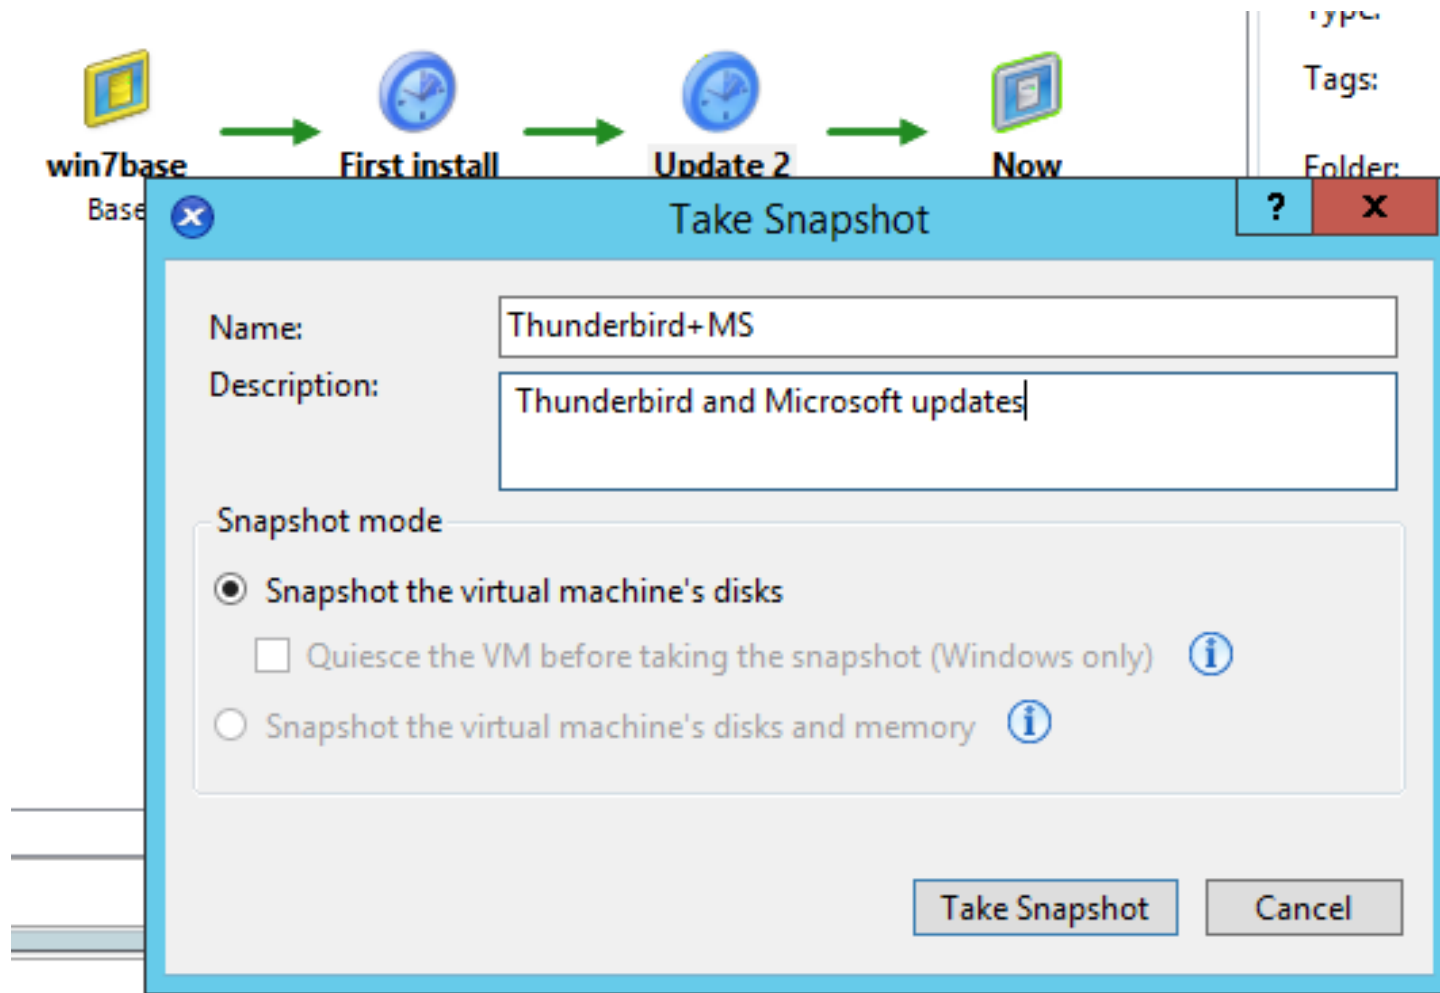 Type:
Tags:
win7base
First install
Update 2
Now
Folder:
Base
Take Snapshot
?
x
Name:
Thunderbird+MS
Description:
Thunderbird and Microsoft updates
Snapshot mode
Snapshot the virtual machine's disks
Quiesce the VM before taking the snapshot (Windows only)
i
Snapshot the virtual machine's disks and memory
i
Take Snapshot
Cancel